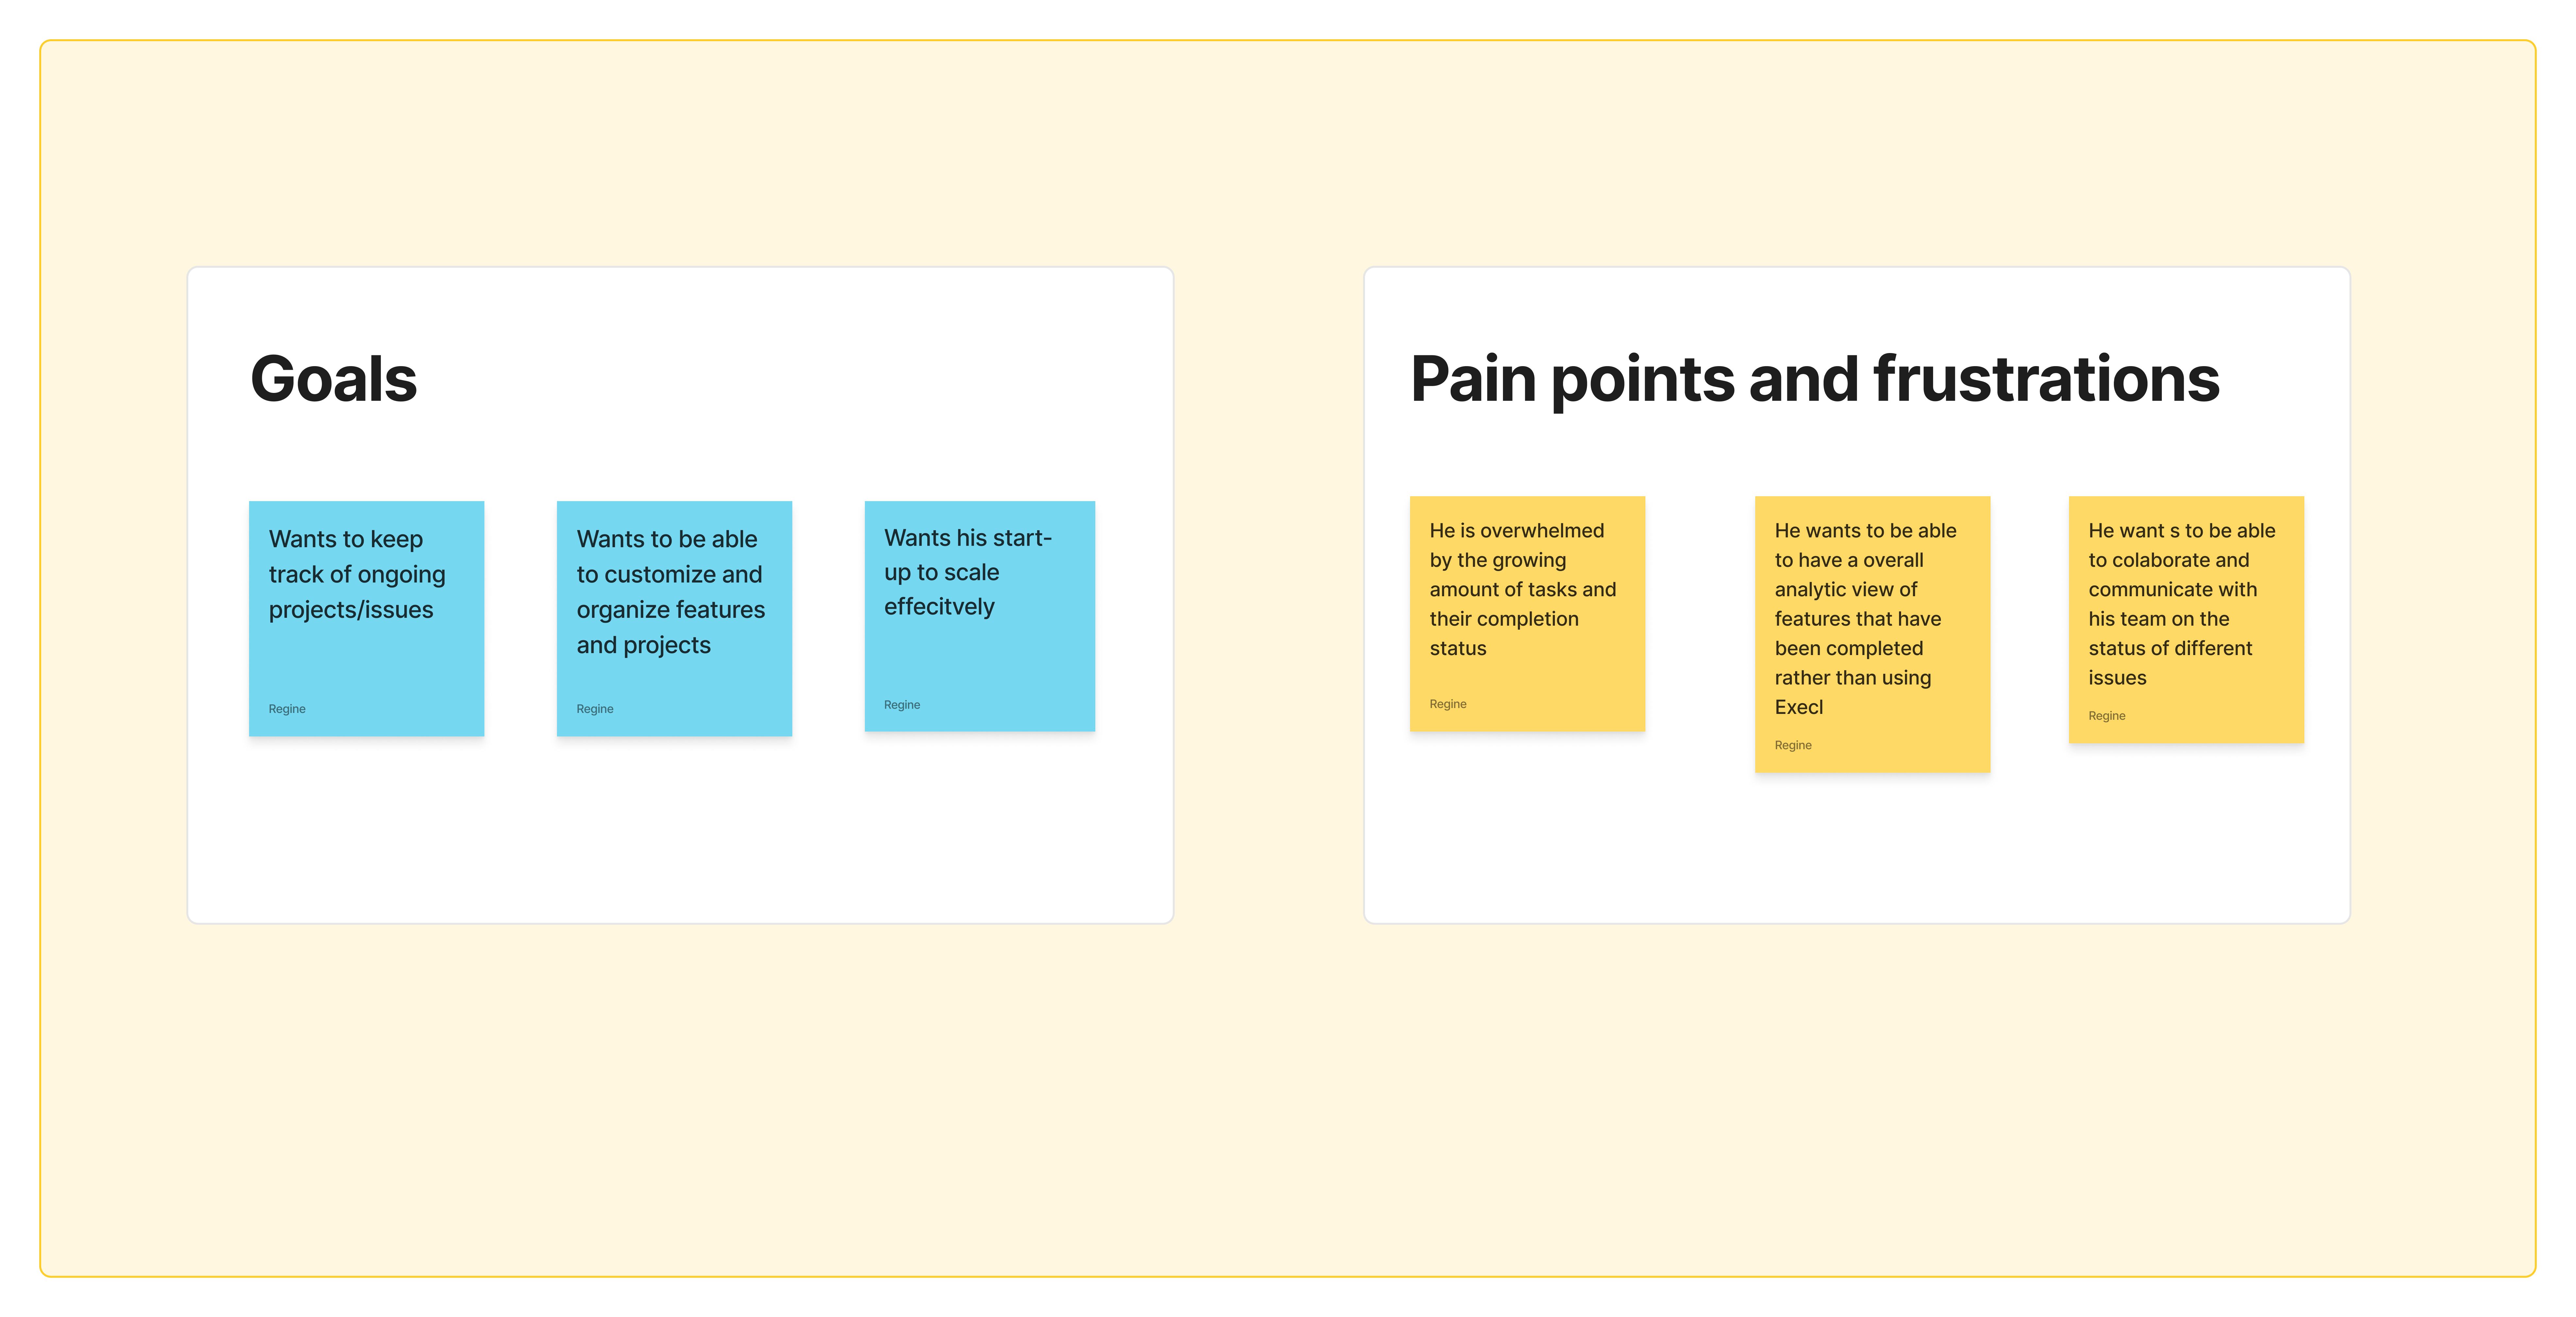 Goals
Wants to keep
track of ongoing
projects/issues
Regine
Wants to be able
to customize and
organize features
and projects
Regine
Wants his start-
up to scale
effecitvely
Regine
Pain points and frustrations
He is overwhelmed
by the growing
amount of tasks and
their completion
status
Regine
He wants to be able
to have a overall
analytic view of
features that have
been completed
rather than using
Execl
Regine
He want s to be able
to colaborate and
communicate with
his team on the
status of different
issues
Regine